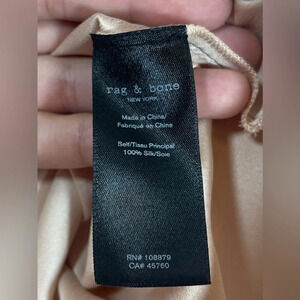 rag & bone
NEW YORK
Made in China/
Fabriqué en Chine
Self/Tissu Principal
100% Silk/Soie
RN# 108879
CA# 45760